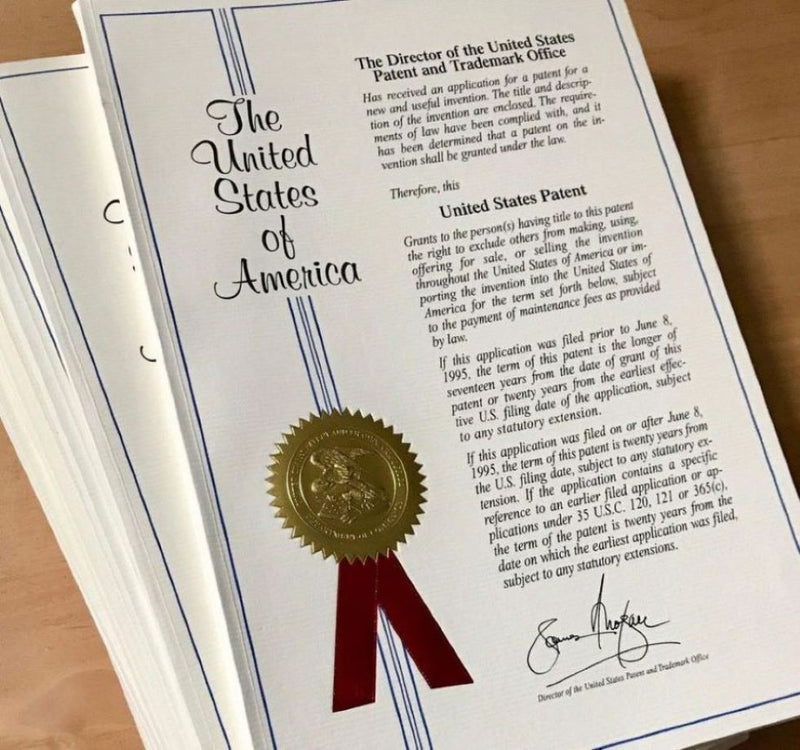 The
United
States
of
America
The Director of the United States
Patent and Trademark Office
Has received an application for a patent for a
new and useful invention. The title and descrip-
tion of the invention are enclosed. The require-
ments of law have been complied with, and it
has been determined that a patent on the in-
vention shall be granted under the law.
Therefore, this
United States Patent
Grants to the person(s) having title to this patent
the right to exclude others from making, using,
offering for sale, or selling the invention
throughout the United States of America or im-
porting the invention into the United States of
America for the term set forth below, subject
to the payment of maintenance fees as provided
by law.
If this application was filed prior to June 8,
1995, the term of this patent is the longer of
seventeen years from the date of grant of this
patent or twenty years from the earliest effec-
tive U.S. filing date of the application, subject
to any statutory extension.
If this application was filed on or after June 8,
1995, the term of this patent is twenty years from
the U.S. filing date, subject to any statutory ex-
tension. If the application contains a specific
reference to an earlier filed application or ap-
plications under 35 U.S.C. 120, 121 or 365(c),
the term of the patent is twenty years from the
date on which the earliest application was filed,
subject to any statutory extensions.
Director of the United States Patent and Trademark Office